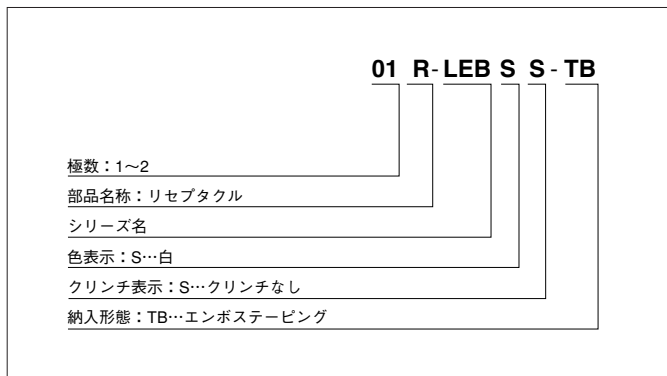 01 R-LEB S S-TB
極数：1〜2
部品名称：リセプタクル
シリーズ名
色表示：S…白
クリンチ表示：S…クリンチなし
納入形態：TB…エンボステーピング